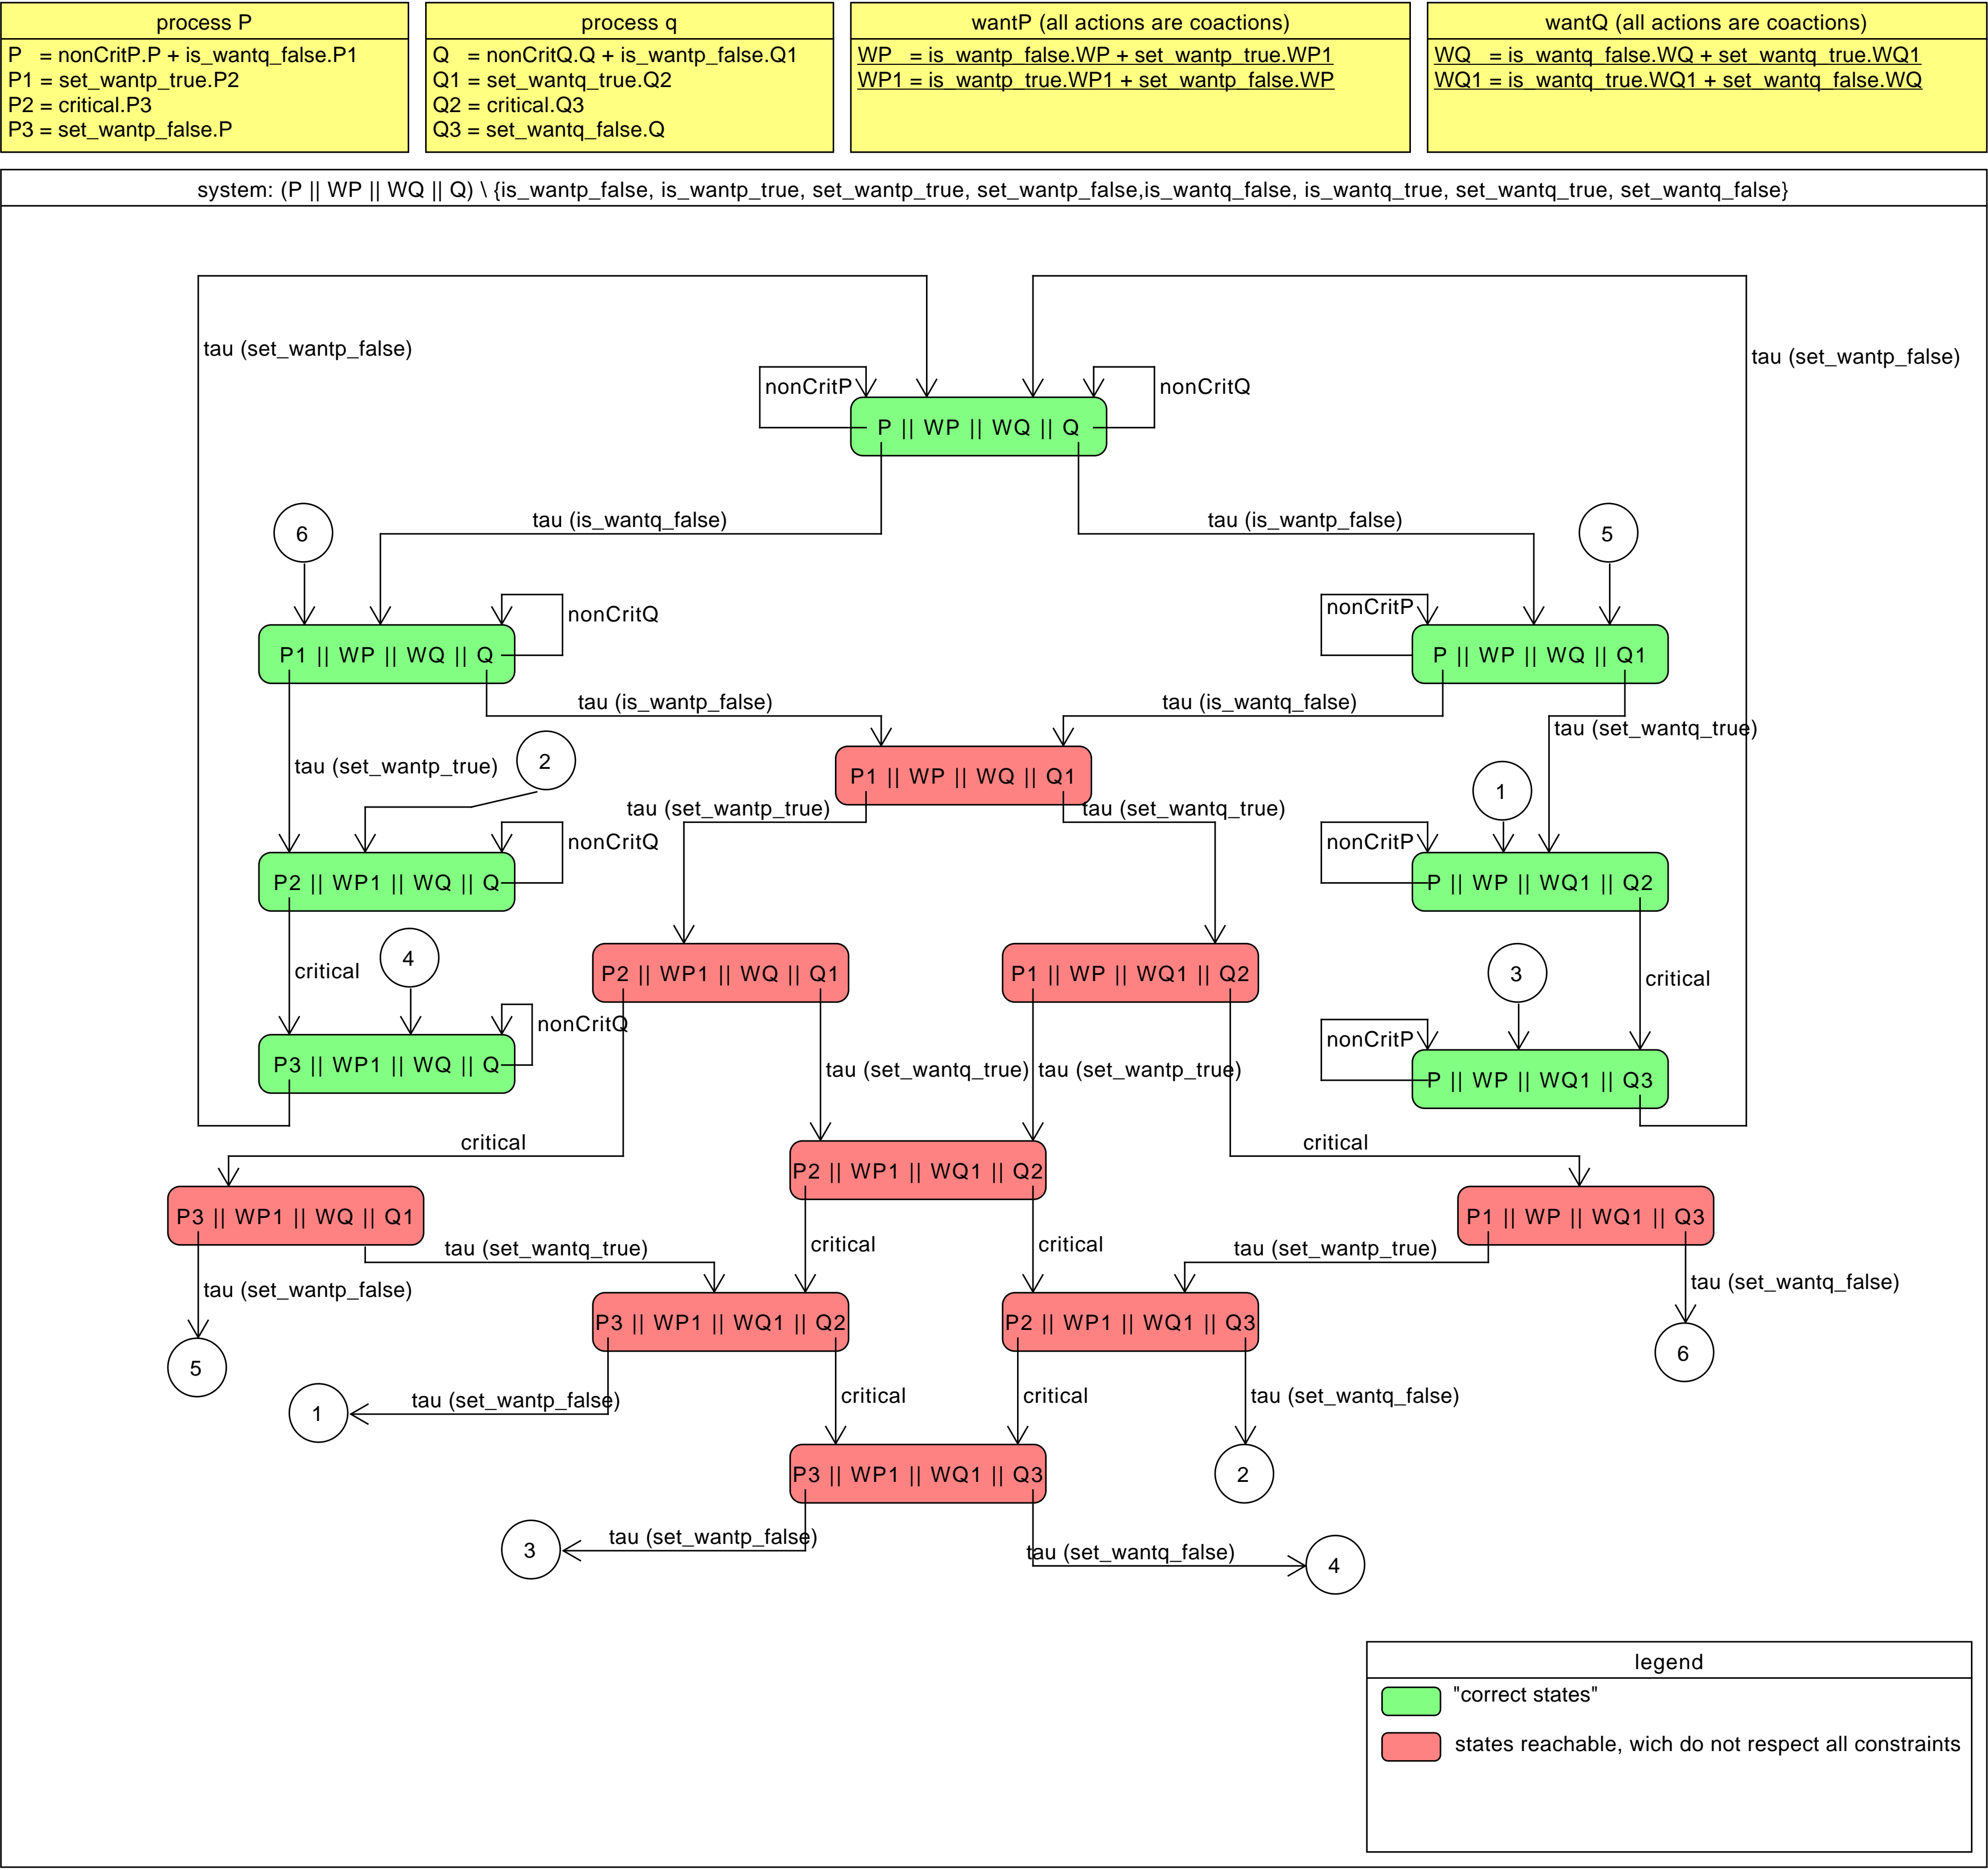 process P
P = nonCritP.P + is_wantq_false.P1
P1 = set_wantp_true.P2
P2 = critical.P3
P3 = set_wantp_false.P
process q
Q = nonCritQ.Q + is_wantp_false.Q1
Q1 = set_wantq_true.Q2
Q2 = critical.Q3
Q3 = set_wantq_false.Q
wantP (all actions are coactions)
WP = is_wantp_false.WP + set_wantp_true.WP1
WP1 = is_wantp_true.WP1 + set_wantp_false.WP
wantQ (all actions are coactions)
WQ = is_wantq_false.WQ + set_wantq_true.WQ1
WQ1 = is_wantq_true.WQ1 + set_wantq_false.WQ
system: (P || WP || WQ || Q) \ {is_wantp_false, is_wantp_true, set_wantp_true, set_wantp_false,is_wantq_false, is_wantq_true, set_wantq_true, set_wantq_false}
tau (set_wantp_false)
tau (set_wantp_false)
nonCritP
nonCritQ
P || WP || WQ || Q
tau (is_wantq_false)
tau (is_wantp_false)
6
5
nonCritQ
nonCritP
P1 || WP || WQ || Q
P || WP || WQ || Q1
tau (is_wantp_false)
tau (is_wantq_false)
tau (set_wantq_true)
2
tau (set_wantp_true)
P1 || WP || WQ || Q1
1
tau (set_wantp_true)
tau (set_wantq_true)
nonCritQ
nonCritP
P2 || WP1 || WQ || Q
P || WP || WQ1 || Q2
4
critical
P2 || WP1 || WQ || Q1
P1 || WP || WQ1 || Q2
3
critical
nonCritQ
nonCritP
P3 || WP1 || WQ || Q
tau (set_wantq_true)
tau (set_wantp_true)
P || WP || WQ1 || Q3
critical
critical
P2 || WP1 || WQ1 || Q2
P3 || WP1 || WQ || Q1
P1 || WP || WQ1 || Q3
tau (set_wantq_true)
critical
critical
tau (set_wantp_true)
tau (set_wantp_false)
tau (set_wantq_false)
P3 || WP1 || WQ1 || Q2
P2 || WP1 || WQ1 || Q3
5
6
1
tau (set_wantp_false)
critical
critical
tau (set_wantq_false)
P3 || WP1 || WQ1 || Q3
2
3
tau (set_wantp_false)
tau (set_wantq_false)
4
legend
"correct states"
states reachable, wich do not respect all constraints